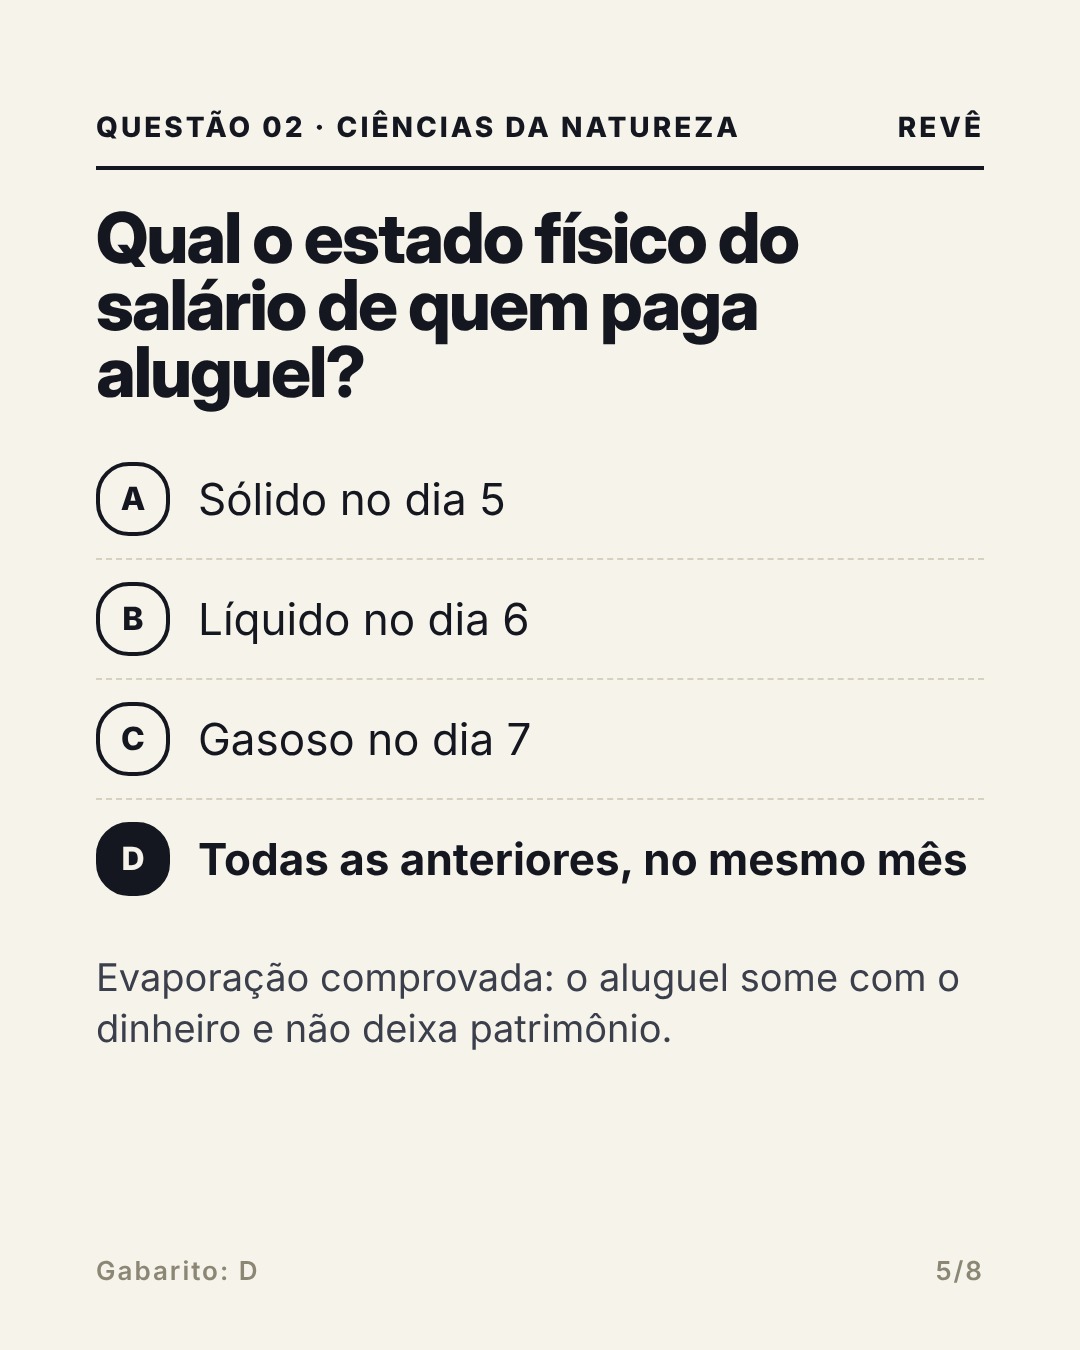 QUESTÃO 02 · CIÊNCIAS DA NATUREZA REVÊ
Qual o estado físico do
salário de quem paga
aluguel?
A Sólido no dia 5
B Líquido no dia 6
C Gasoso no dia 7
D Todas as anteriores, no mesmo mês
Evaporação comprovada: o aluguel some com o
dinheiro e não deixa patrimônio.
Gabarito: D 5/8